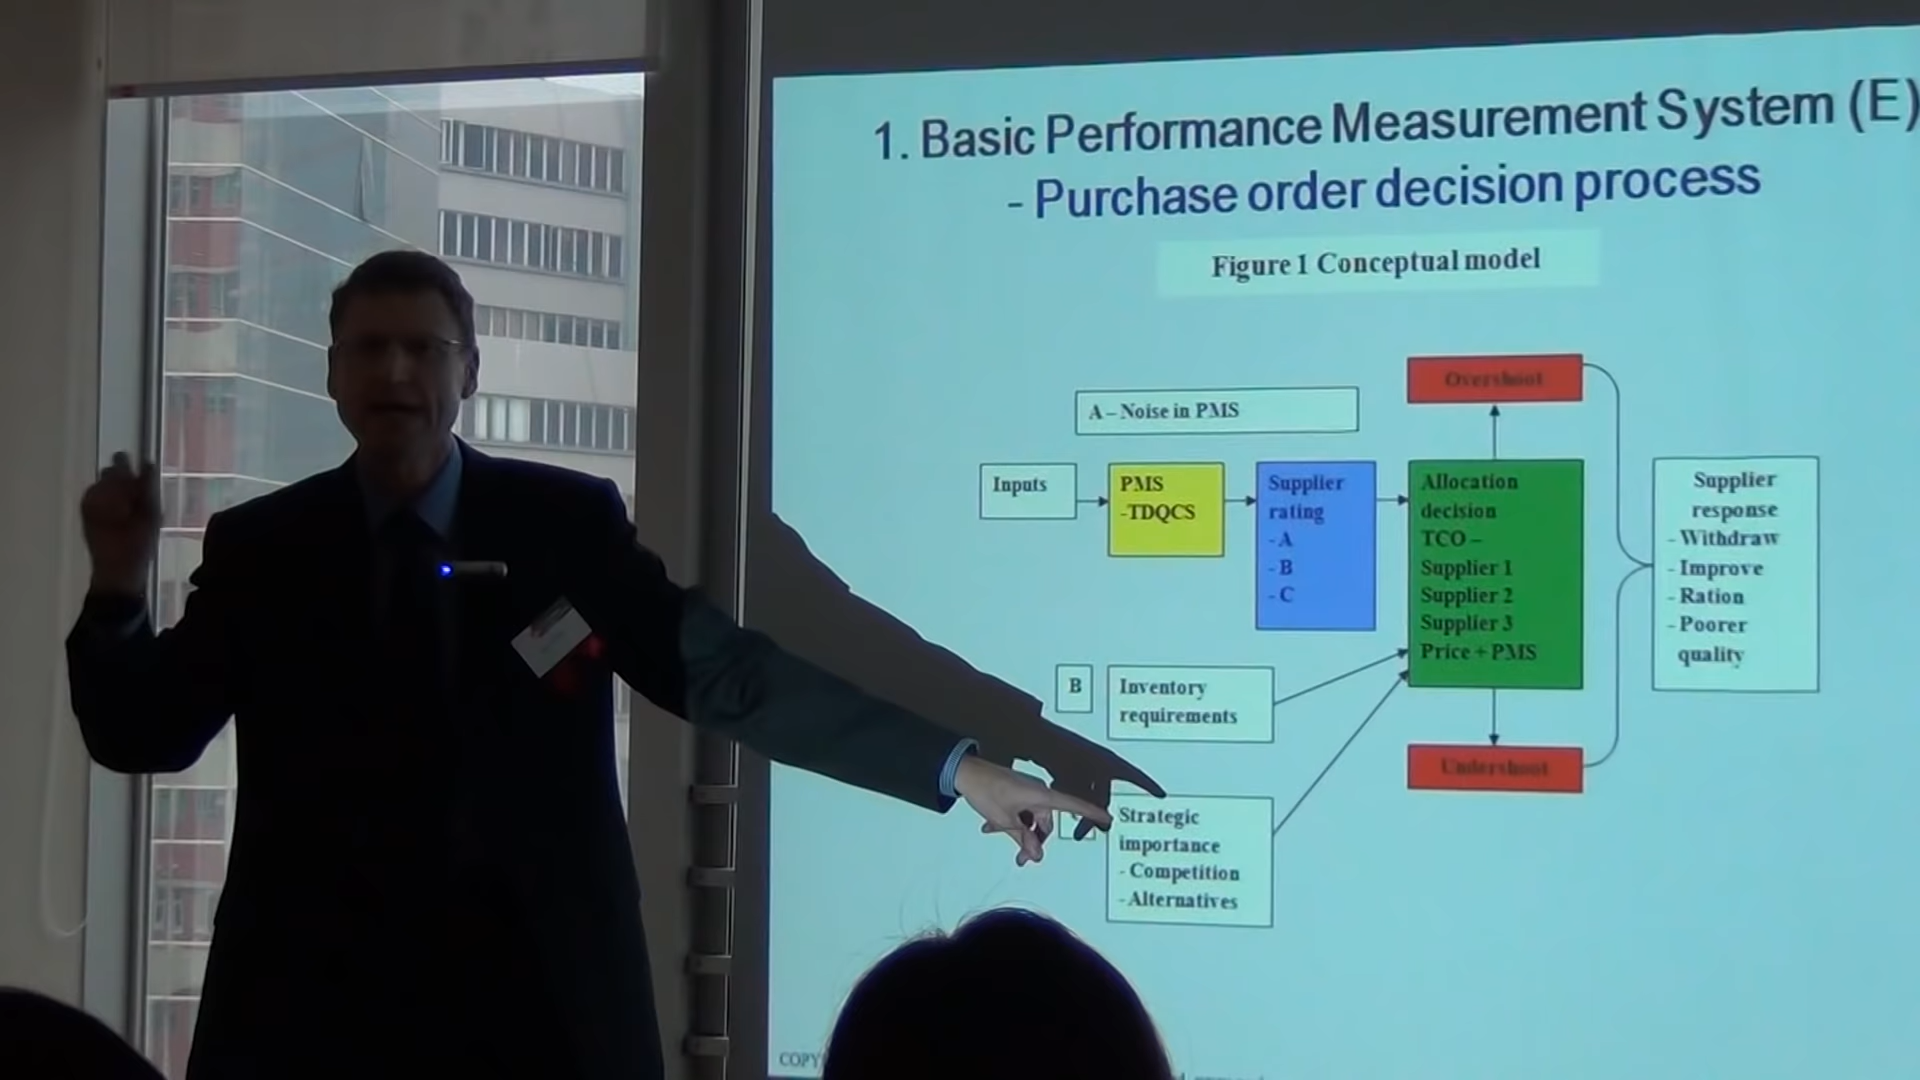 1. Basic Performance Measurement System (E)
- Purchase order decision process
Figure 1 Conceptual model
Overshoot
A – Noise in PMS
Inputs
PMS
-TDQCS
Supplier
rating
- A
- B
- C
Allocation
decision
TCO –
Supplier 1
Supplier 2
Supplier 3
Price + PMS
Supplier
response
- Withdraw
- Improve
- Ration
- Poorer
quality
B
Inventory
requirements
Undershoot
Strategic
importance
- Competition
- Alternatives